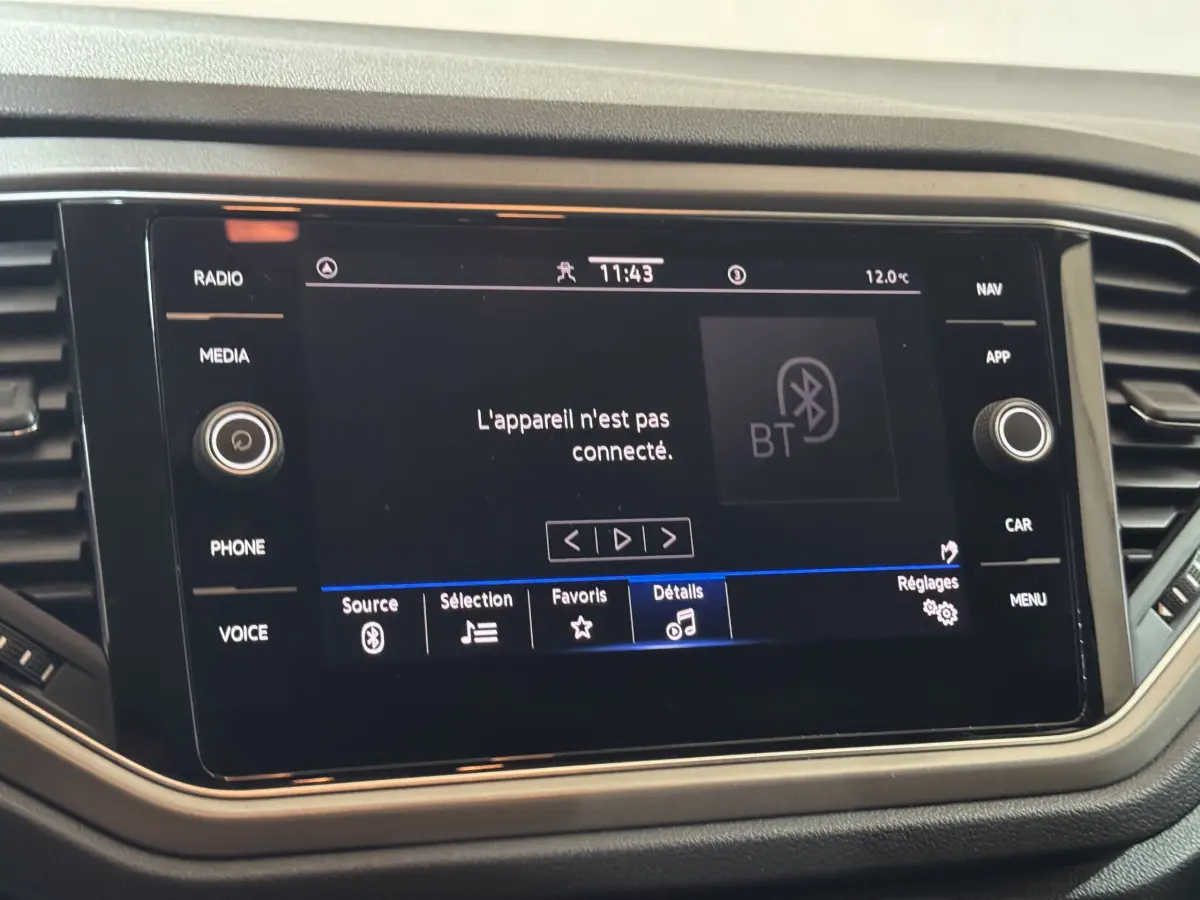 RADIO
MEDIA
PHONE
VOICE
11:43
3
12.0°C
L'appareil n'est pas
connecté.
BT
Source
Sélection
Favoris
Détails
Réglages
NAV
APP
CAR
MENU